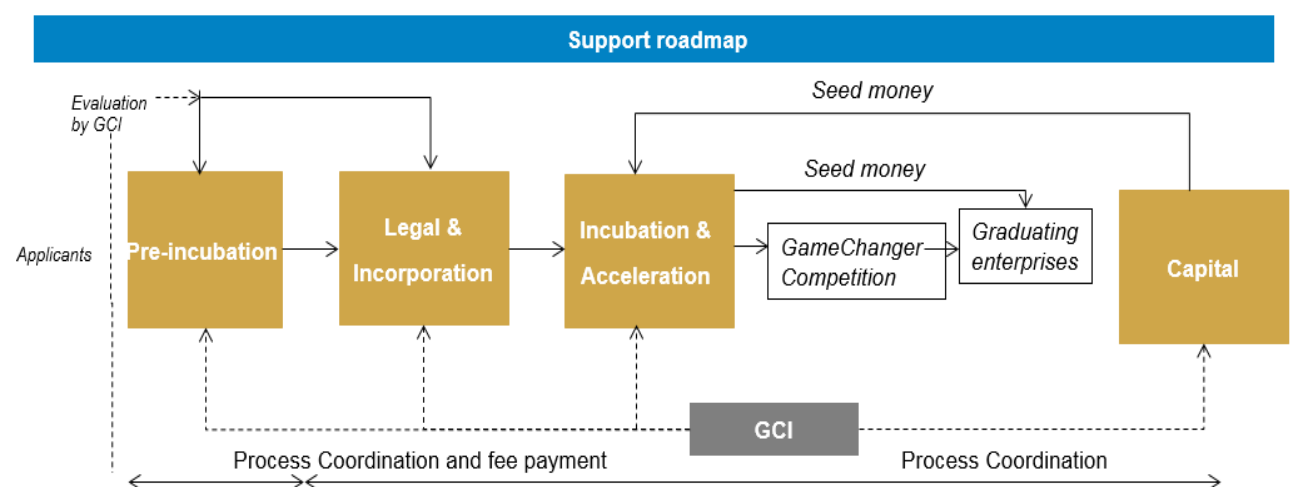 Support roadmap
Evaluation
by GCI
Seed money
Seed money
Applicants
Pre-incubation
Legal &
Incorporation
Incubation &
Acceleration
GameChanger
Competition
Graduating
enterprises
Capital
GCI
Process Coordination and fee payment
Process Coordination